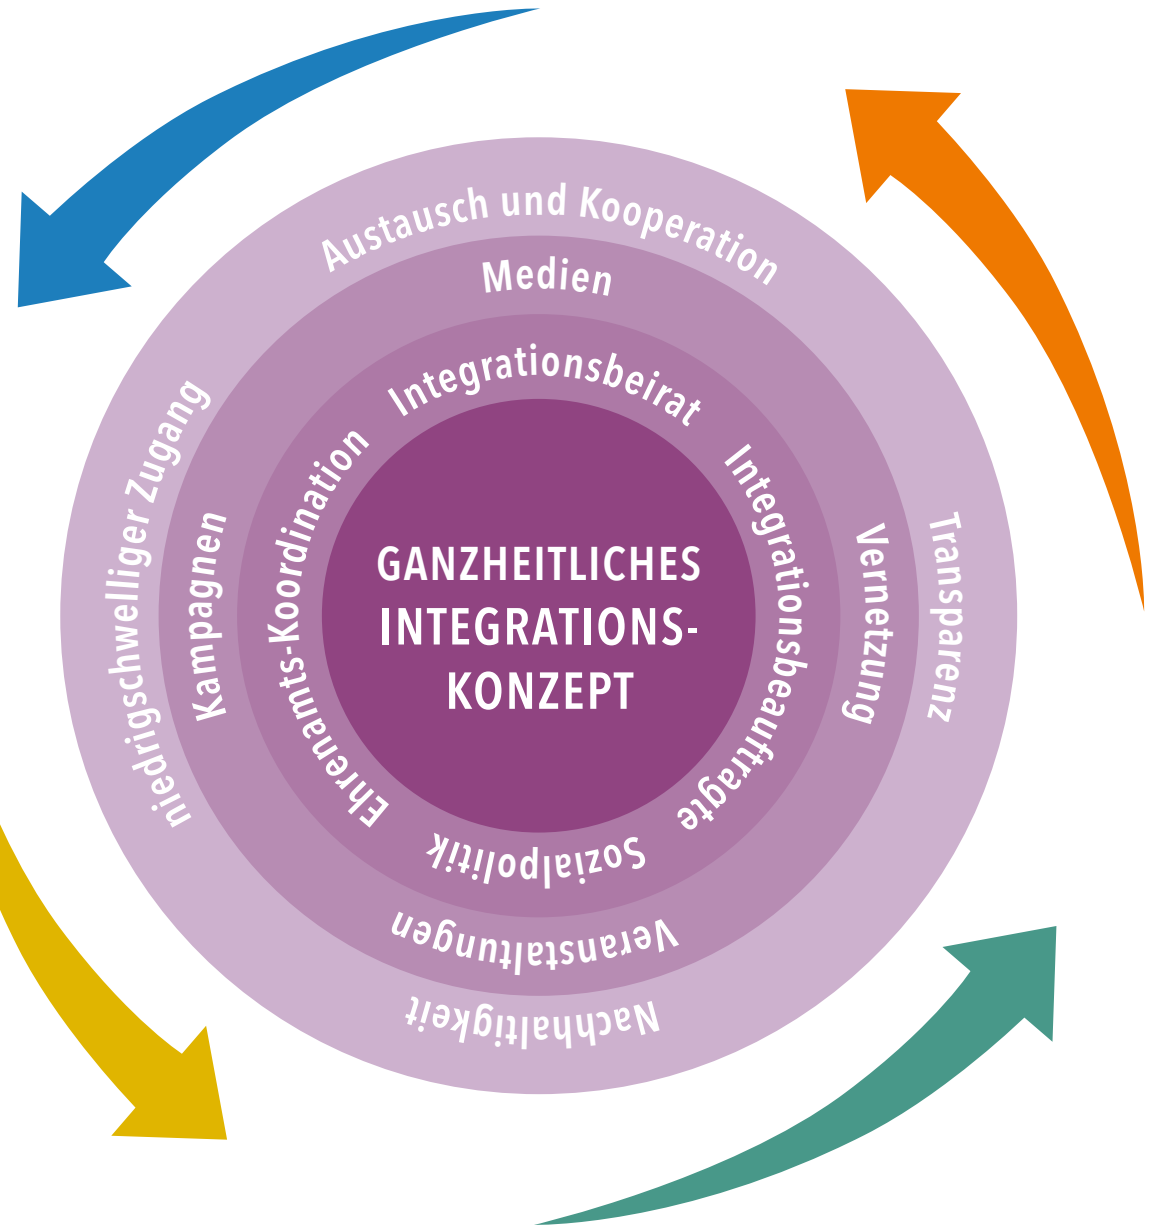 Austausch und Kooperation
Transparenz
Nachhaltigkeit
niedrigschwelliger Zugang
Medien
Vernetzung
Veranstaltungen
Kampagnen
Integrationsbeirat
Integrationsbeauftragte
Sozialpolitik
Ehrenamts-Koordination
GANZHEITLICHES
INTEGRATIONS-
KONZEPT